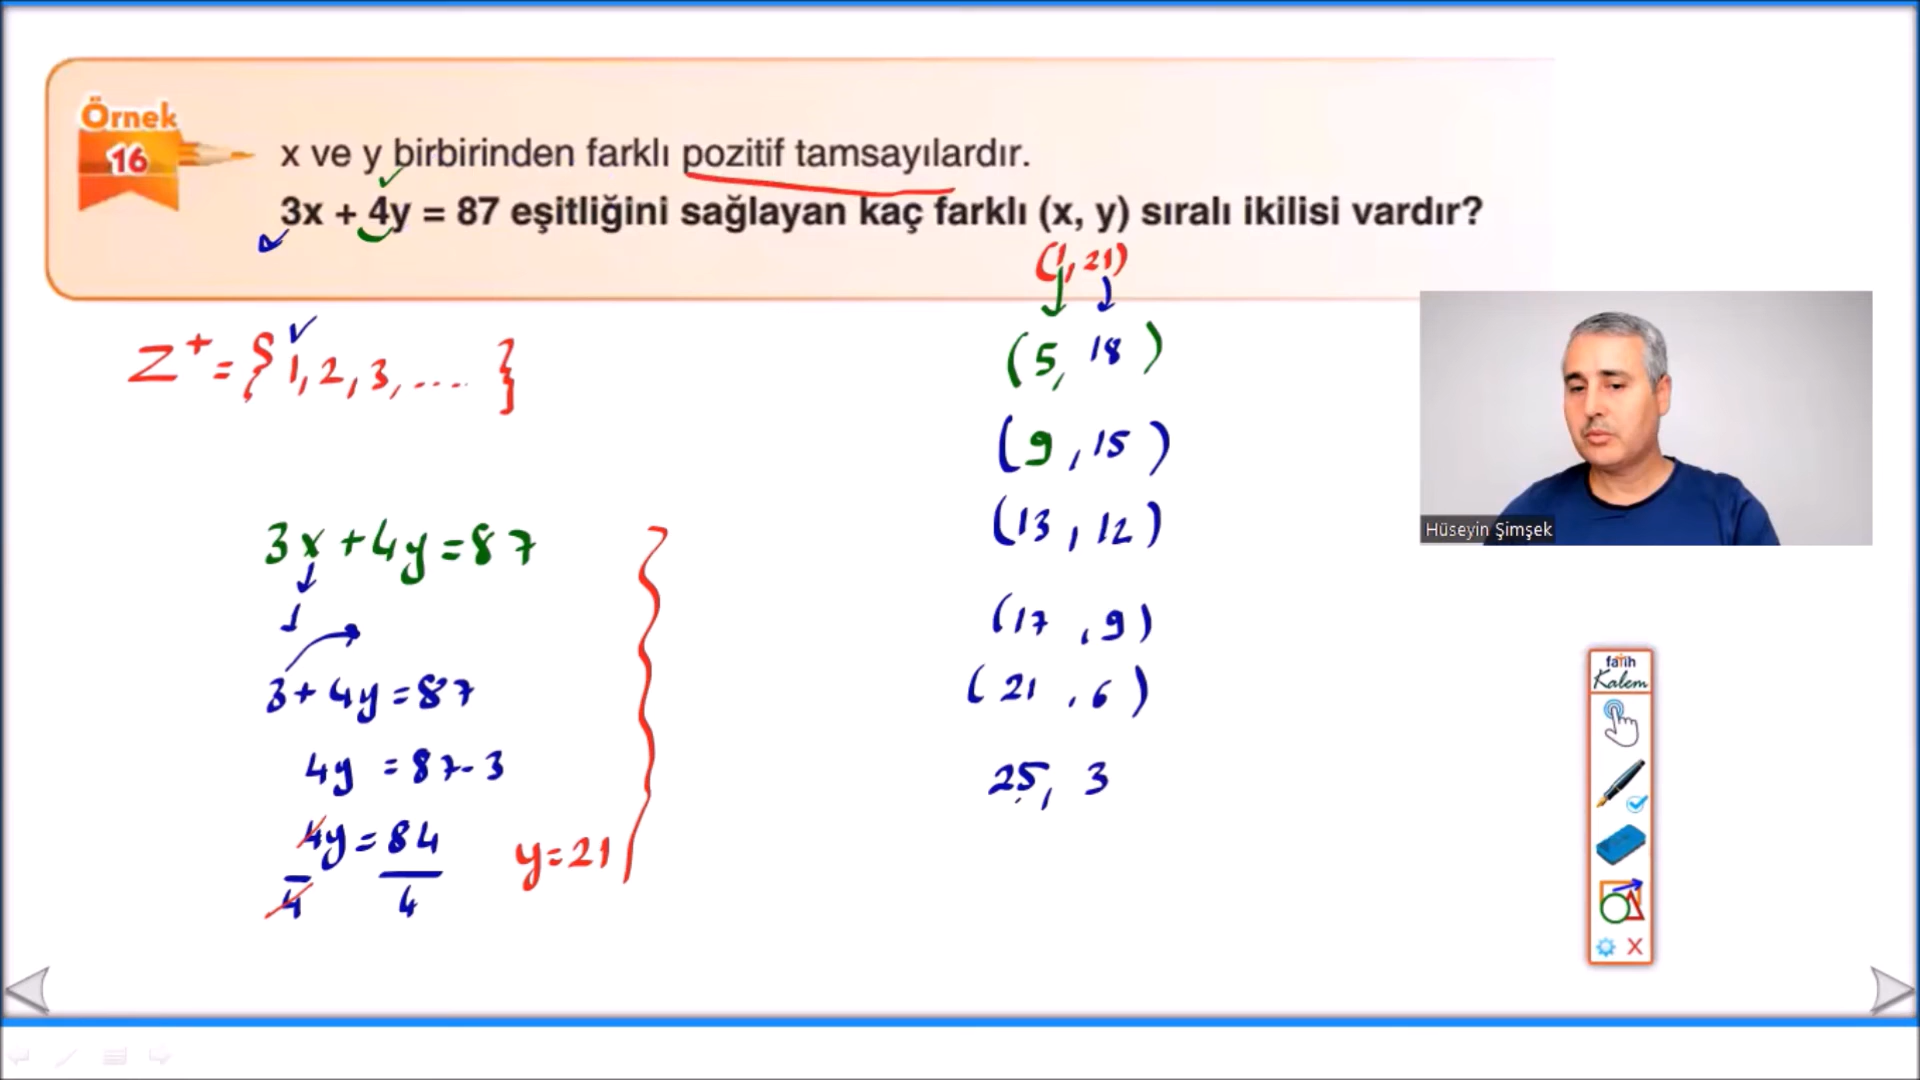 Örnek
16
x ve y birbirinden farklı pozitif tamsayılardır.
3x + 4y = 87 eşitliğini sağlayan kaç farklı (x, y) sıralı ikilisi vardır?
(1, 21)
Z⁺ = {1, 2, 3, .... }
(5, 18)
(9, 15)
(13, 12)
(17, 9)
(21, 6)
25, 3
3x + 4y = 87
1
3 + 4y = 87
4y = 87 - 3
4y = 84
4 4
y = 21
Hüseyin Şimşek
fatih
Kalem